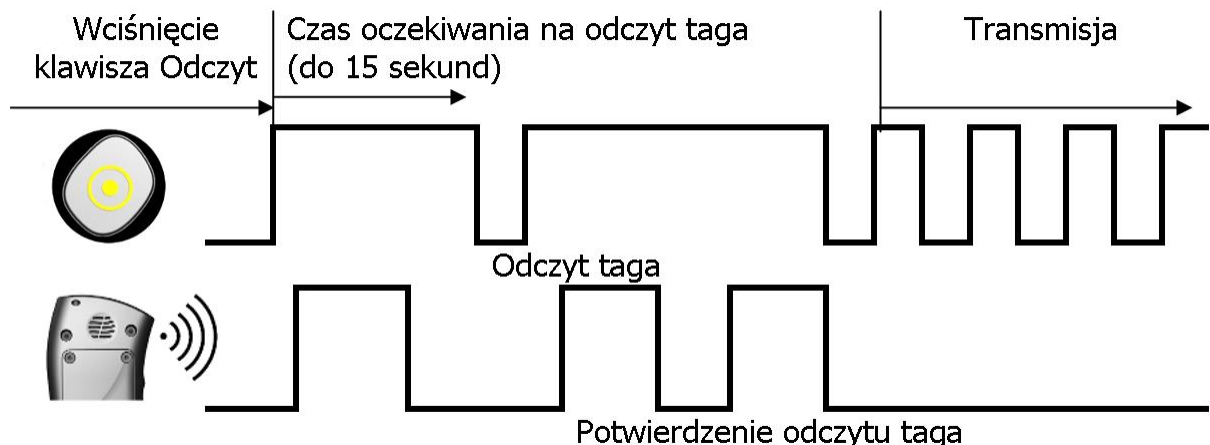 Wciśnięcie
klawisza Odczyt
Czas oczekiwania na odczyt taga
(do 15 sekund)
Transmisja
Odczyt taga
Potwierdzenie odczytu taga